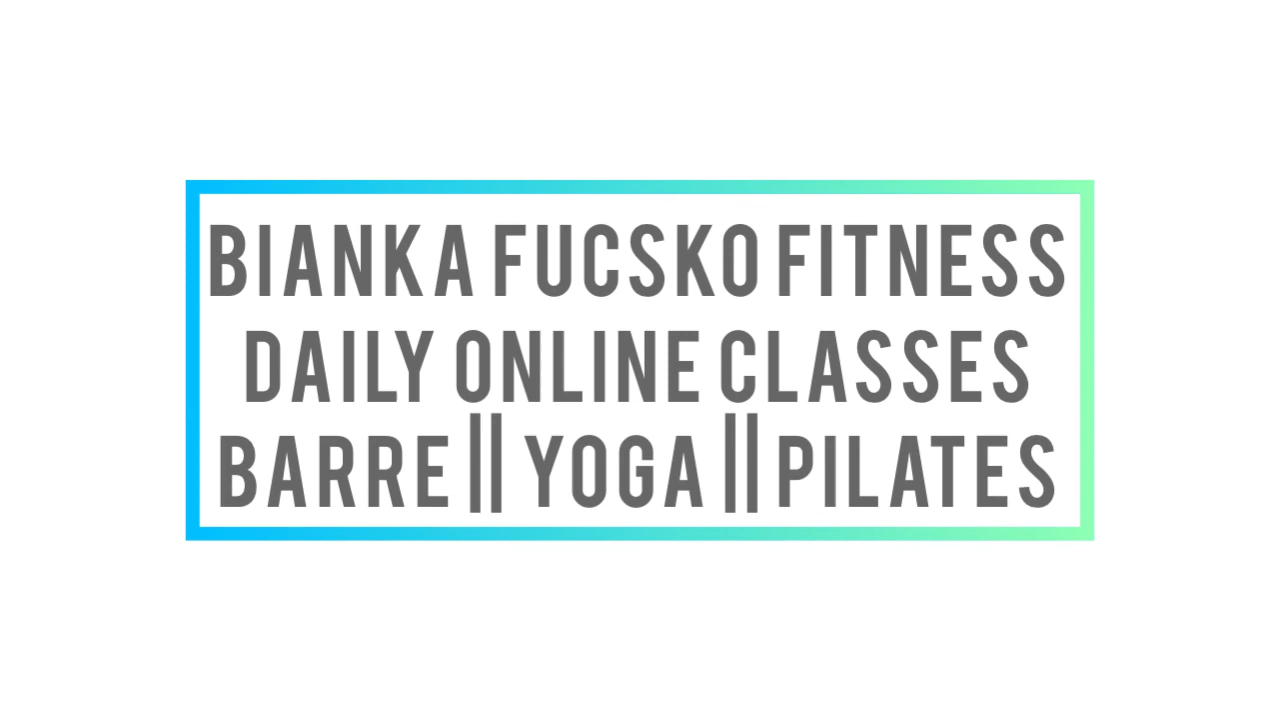 BIANKA FUCSKO FITNESS
DAILY ONLINE CLASSES
BARRE || YOGA || PILATES